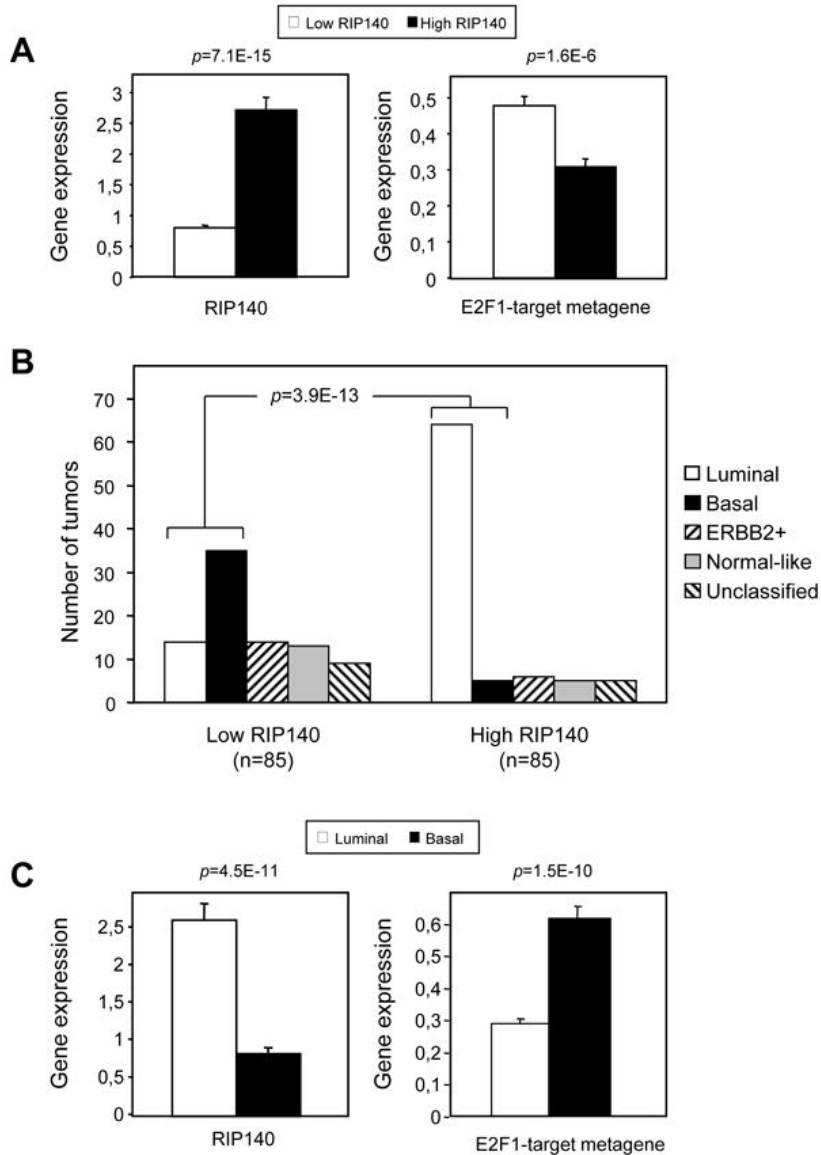 Low RIP140 High RIP140
A
p=7.1E-15
p=1.6E-6
Gene expression
3
2,5
2
1,5
1
0,5
0
RIP140
Gene expression
0,5
0,4
0,3
0,2
0,1
0
E2F1-target metagene
B
p=3.9E-13
Number of tumors
70
60
50
40
30
20
10
0
Low RIP140
(n=85)
High RIP140
(n=85)
Luminal
Basal
ERBB2+
Normal-like
Unclassified
Luminal Basal
C
p=4.5E-11
p=1.5E-10
Gene expression
2,5
2
1,5
1
0,5
0
RIP140
Gene expression
0,6
0,5
0,4
0,3
0,2
0,1
0
E2F1-target metagene